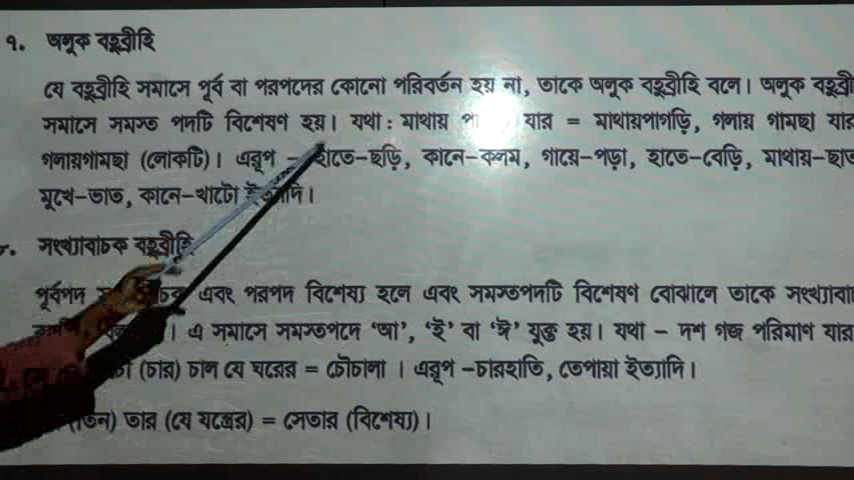 ৭. অলুক বহুব্রীহি
যে বহুব্রীহি সমাসে পূর্ব বা পরপদের কোনো পরিবর্তন হয় না, তাকে অলুক বহুব্রীহি বলে। অলুক বহুব্রী
সমাসে সমস্ত পদটি বিশেষণ হয়। যথা : মাথায় পা যার = মাথায়পাগড়ি, গলায় গামছা যার
গলায়গামছা (লোকটি)। এরূপ – হাতে-ছড়ি, কানে-কলম, গায়ে-পড়া, হাতে-বেড়ি, মাথায়-ছাত
মুখে-ভাত, কানে-খাটো ইত্যাদি।
৮. সংখ্যাবাচক বহুব্রীহি
পূর্বপদ এবং পরপদ বিশেষ্য হলে এবং সমস্তপদটি বিশেষণ বোঝালে তাকে সংখ্যাবা
। এ সমাসে সমস্তপদে ‘আ’, ‘ই’ বা ‘ঈ’ যুক্ত হয়। যথা – দশ গজ পরিমাণ যার
(চার) চাল যে ঘরের = চৌচালা । এরূপ –চারহাতি, তেপায়া ইত্যাদি।
(তিন) তার (যে যন্ত্রের) = সেতার (বিশেষ্য)।